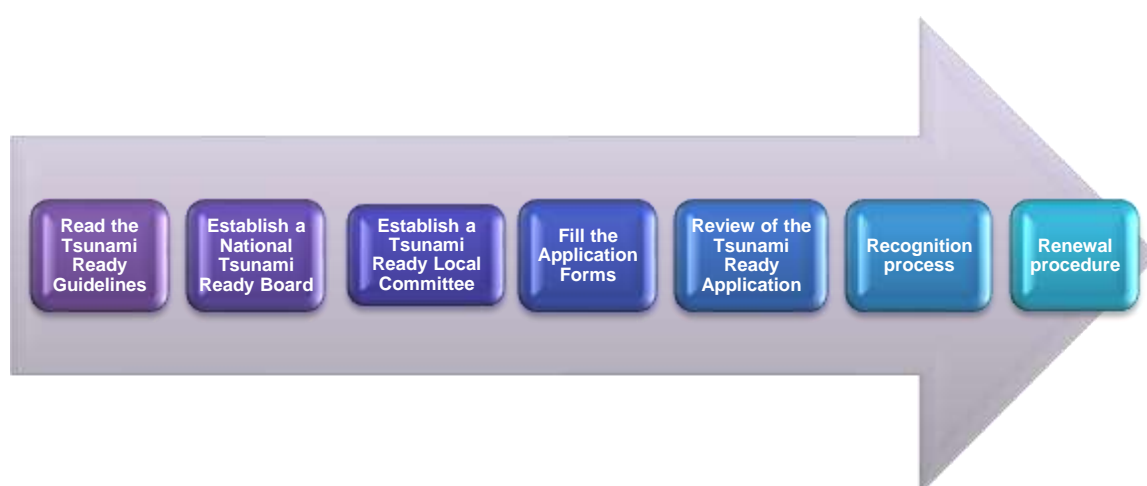 Read the
Tsunami
Ready
Guidelines
Establish a
National
Tsunami
Ready Board
Establish a
Tsunami
Ready Local
Committee
Fill the
Application
Forms
Review of the
Tsunami
Ready
Application
Recognition
process
Renewal
procedure